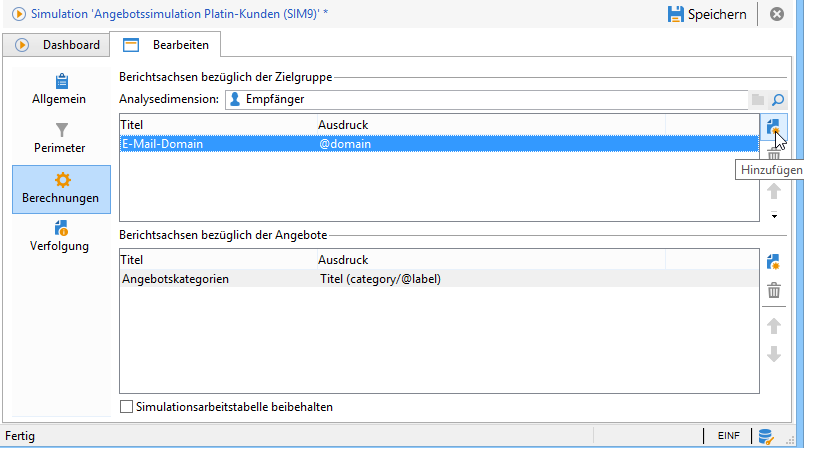 Simulation 'Angebotssimulation Platin-Kunden (SIM9)' *
Speichern
Dashboard
Bearbeiten
Allgemein
Perimeter
Berechnungen
Verfolgung
Berichtsachsen bezüglich der Zielgruppe
Analysedimension: Empfänger
Titel Ausdruck
E-Mail-Domain @domain
Hinzufügen
Berichtsachsen bezüglich der Angebote
Titel Ausdruck
Angebotskategorien Titel (category/@label)
Simulationsarbeitstabelle beibehalten
Fertig EINF